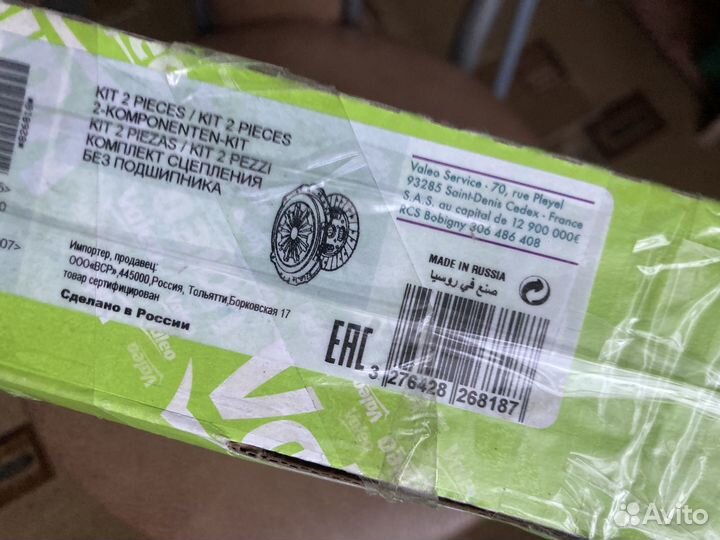 KIT 2 PIECES / KIT 2 PIECES
2-KOMPONENTEN-KIT
KIT 2 PIEZAS / KIT 2 PEZZI
КОМПЛЕКТ СЦЕПЛЕНИЯ
БЕЗ ПОДШИПНИКА
Valeo Service - 70, rue Pleyel
93285 Saint-Denis Cedex - France
S.A.S. au capital de 12 900 000€
RCS Bobigny 306 486 408
Импортер, продавец:
ООО«ВСР»,445000,Россия, Тольятти,Борковская 17
товар сертифицирован
Сделано в России
MADE IN RUSSIA
صنع في روسيا
EAC
3 276428 268187
Valeo
Avito